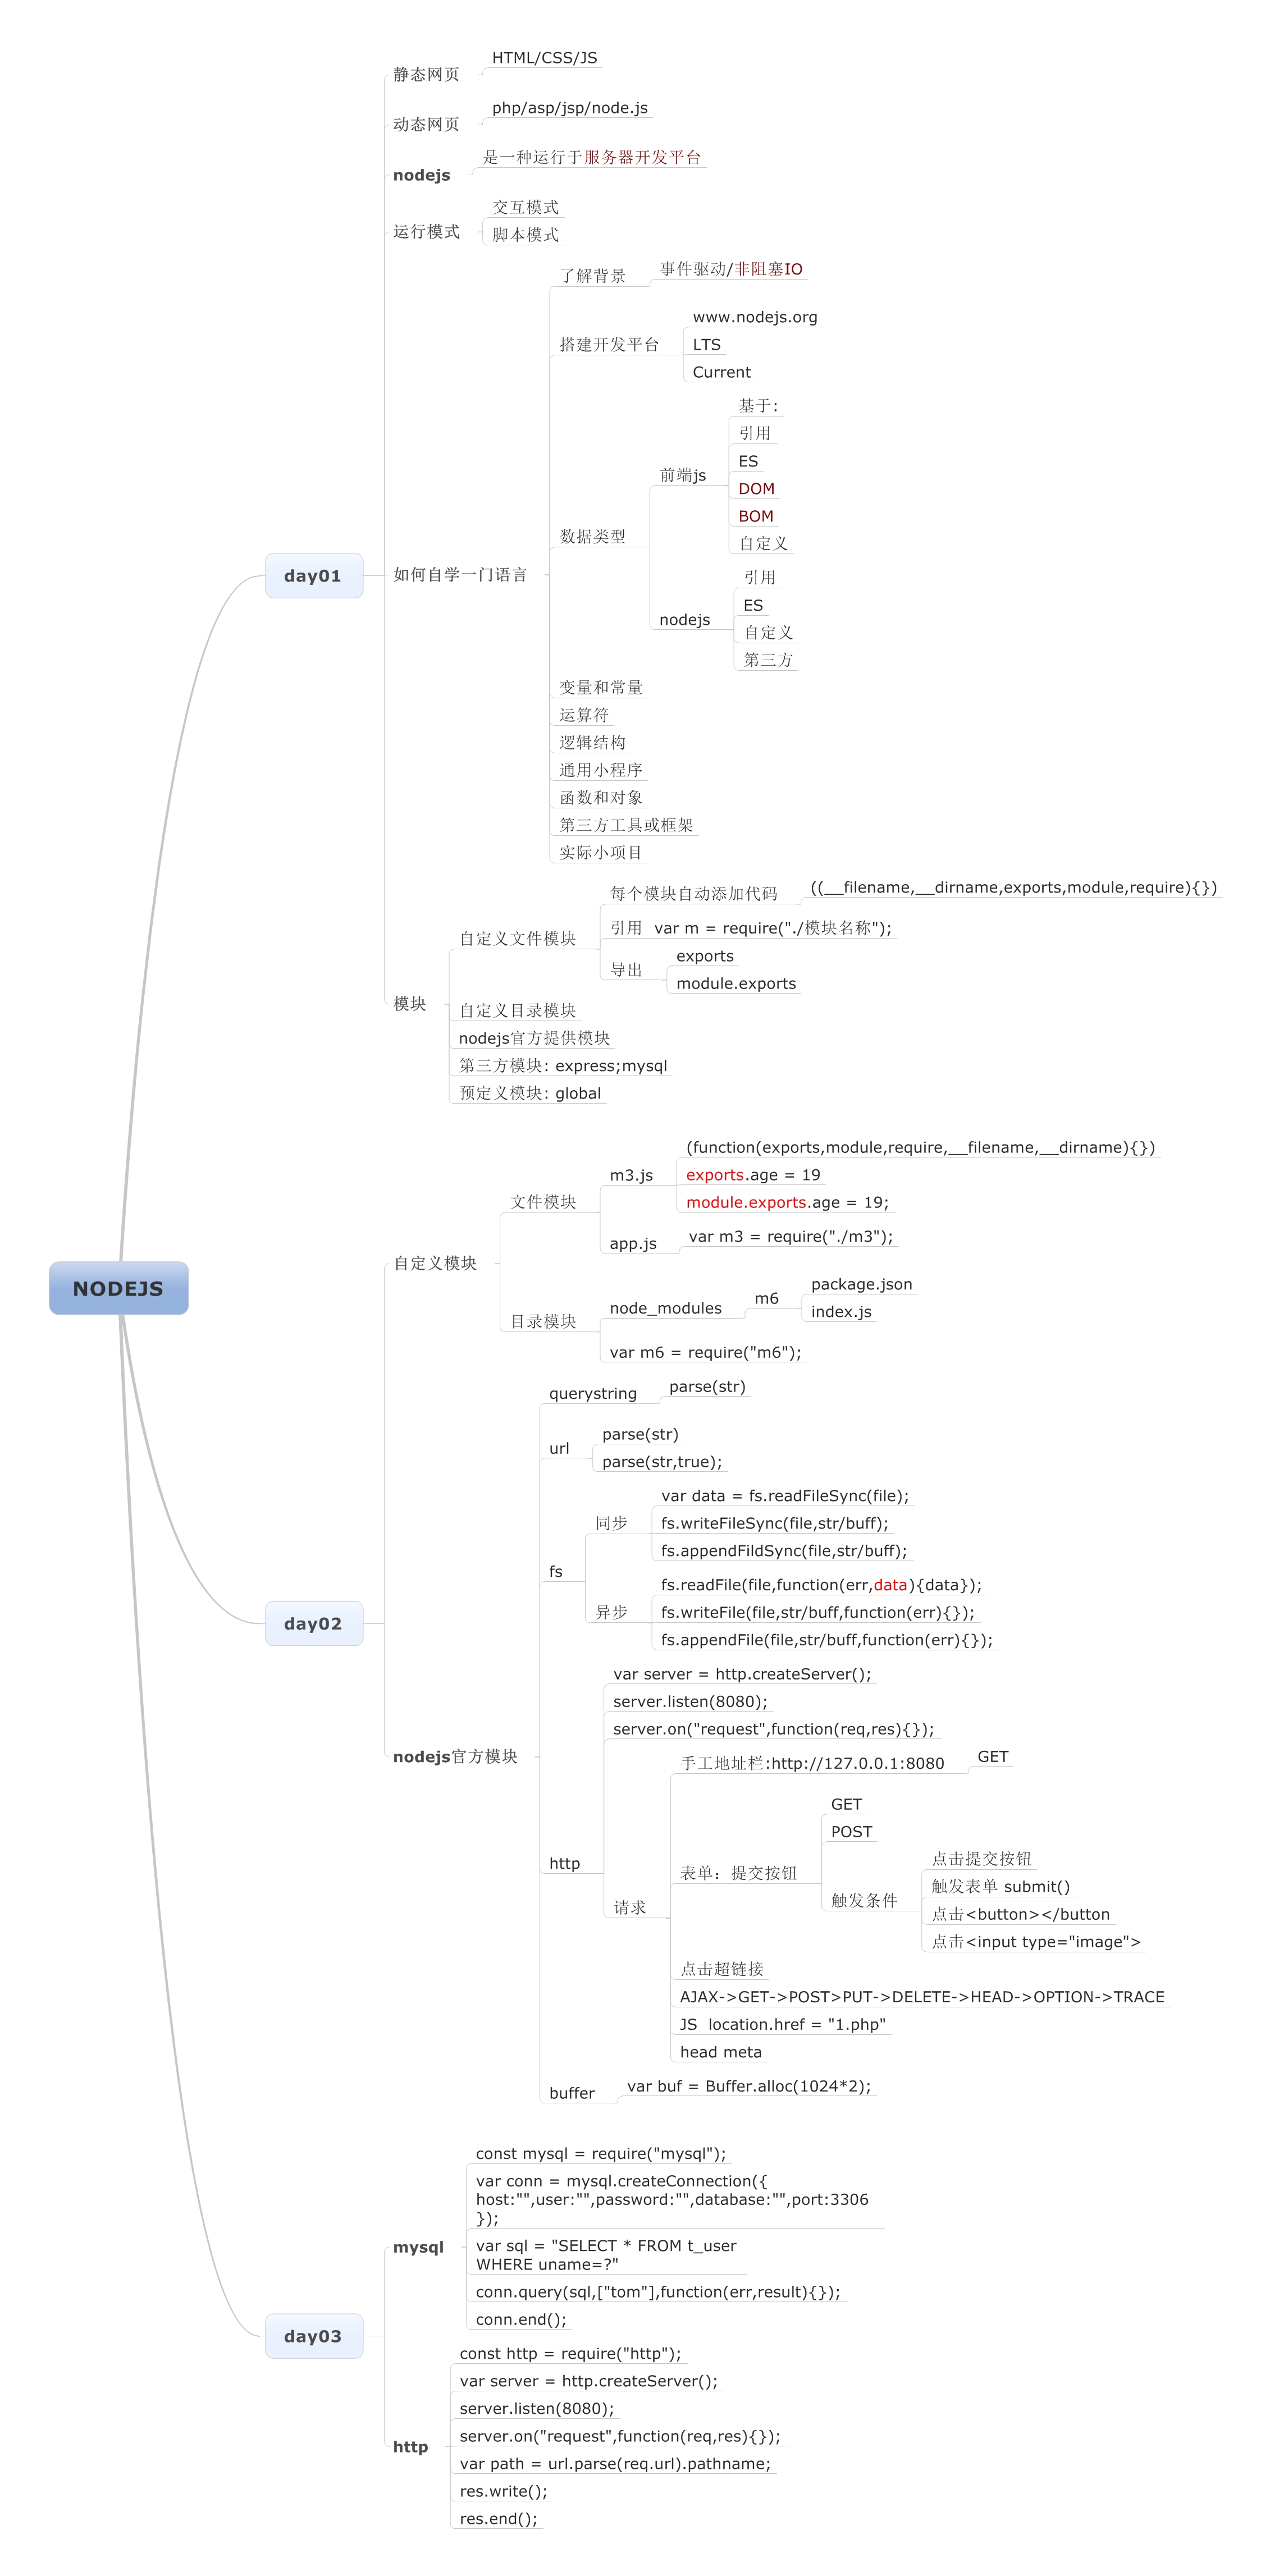 NODEJS
day01
静态网页
HTML/CSS/JS
动态网页
php/asp/jsp/node.js
nodejs
是一种运行于服务器开发平台
运行模式
交互模式
脚本模式
如何自学一门语言
了解背景
事件驱动/非阻塞IO
搭建开发平台
www.nodejs.org
LTS
Current
数据类型
前端js
基于:
引用
ES
DOM
BOM
自定义
nodejs
引用
ES
自定义
第三方
变量和常量
运算符
逻辑结构
通用小程序
函数和对象
第三方工具或框架
实际小项目
模块
自定义文件模块
每个模块自动添加代码
((__filename,__dirname,exports,module,require){})
引用  var m = require("./模块名称");
导出
exports
module.exports
自定义目录模块
nodejs官方提供模块
第三方模块: express;mysql
预定义模块: global
day02
自定义模块
文件模块
m3.js
(function(exports,module,require,__filename,__dirname){})
exports.age = 19
module.exports.age = 19;
app.js
var m3 = require("./m3");
目录模块
node_modules
m6
package.json
index.js
var m6 = require("m6");
nodejs官方模块
querystring
parse(str)
url
parse(str)
parse(str,true);
fs
同步
var data = fs.readFileSync(file);
fs.writeFileSync(file,str/buff);
fs.appendFildSync(file,str/buff);
异步
fs.readFile(file,function(err,data){data});
fs.writeFile(file,str/buff,function(err){});
fs.appendFile(file,str/buff,function(err){});
http
var server = http.createServer();
server.listen(8080);
server.on("request",function(req,res){});
请求
手工地址栏:http://127.0.0.1:8080
GET
表单：提交按钮
GET
POST
触发条件
点击提交按钮
触发表单 submit()
点击<button></button
点击<input type="image">
点击超链接
AJAX->GET->POST>PUT->DELETE->HEAD->OPTION->TRACE
JS  location.href = "1.php"
head meta
buffer
var buf = Buffer.alloc(1024*2);
day03
mysql
const mysql = require("mysql");
var conn = mysql.createConnection({
host:"",user:"",password:"",database:"",port:3306
});
var sql = "SELECT * FROM t_user
WHERE uname=?"
conn.query(sql,["tom"],function(err,result){});
conn.end();
http
const http = require("http");
var server = http.createServer();
server.listen(8080);
server.on("request",function(req,res){});
var path = url.parse(req.url).pathname;
res.write();
res.end();